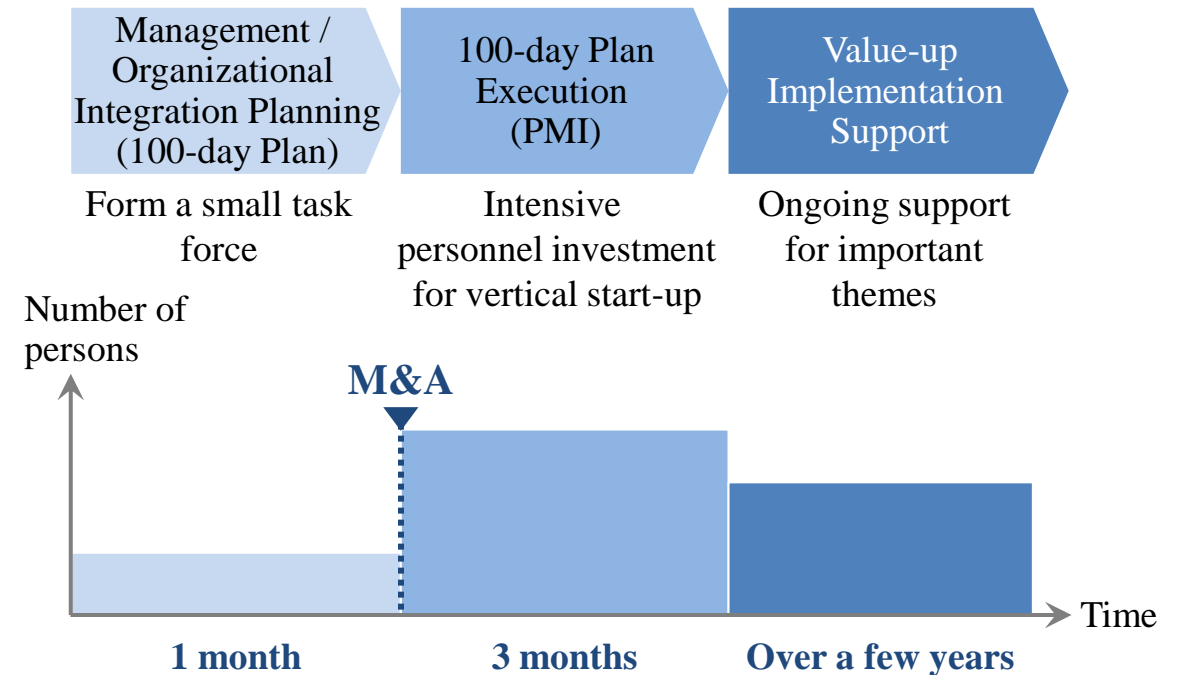 Management /
Organizational
Integration Planning
(100-day Plan)
100-day Plan
Execution
(PMI)
Value-up
Implementation
Support
Form a small task
force
Intensive
personnel investment
for vertical start-up
Ongoing support
for important
themes
Number of
persons
M&A
Time
1 month
3 months
Over a few years